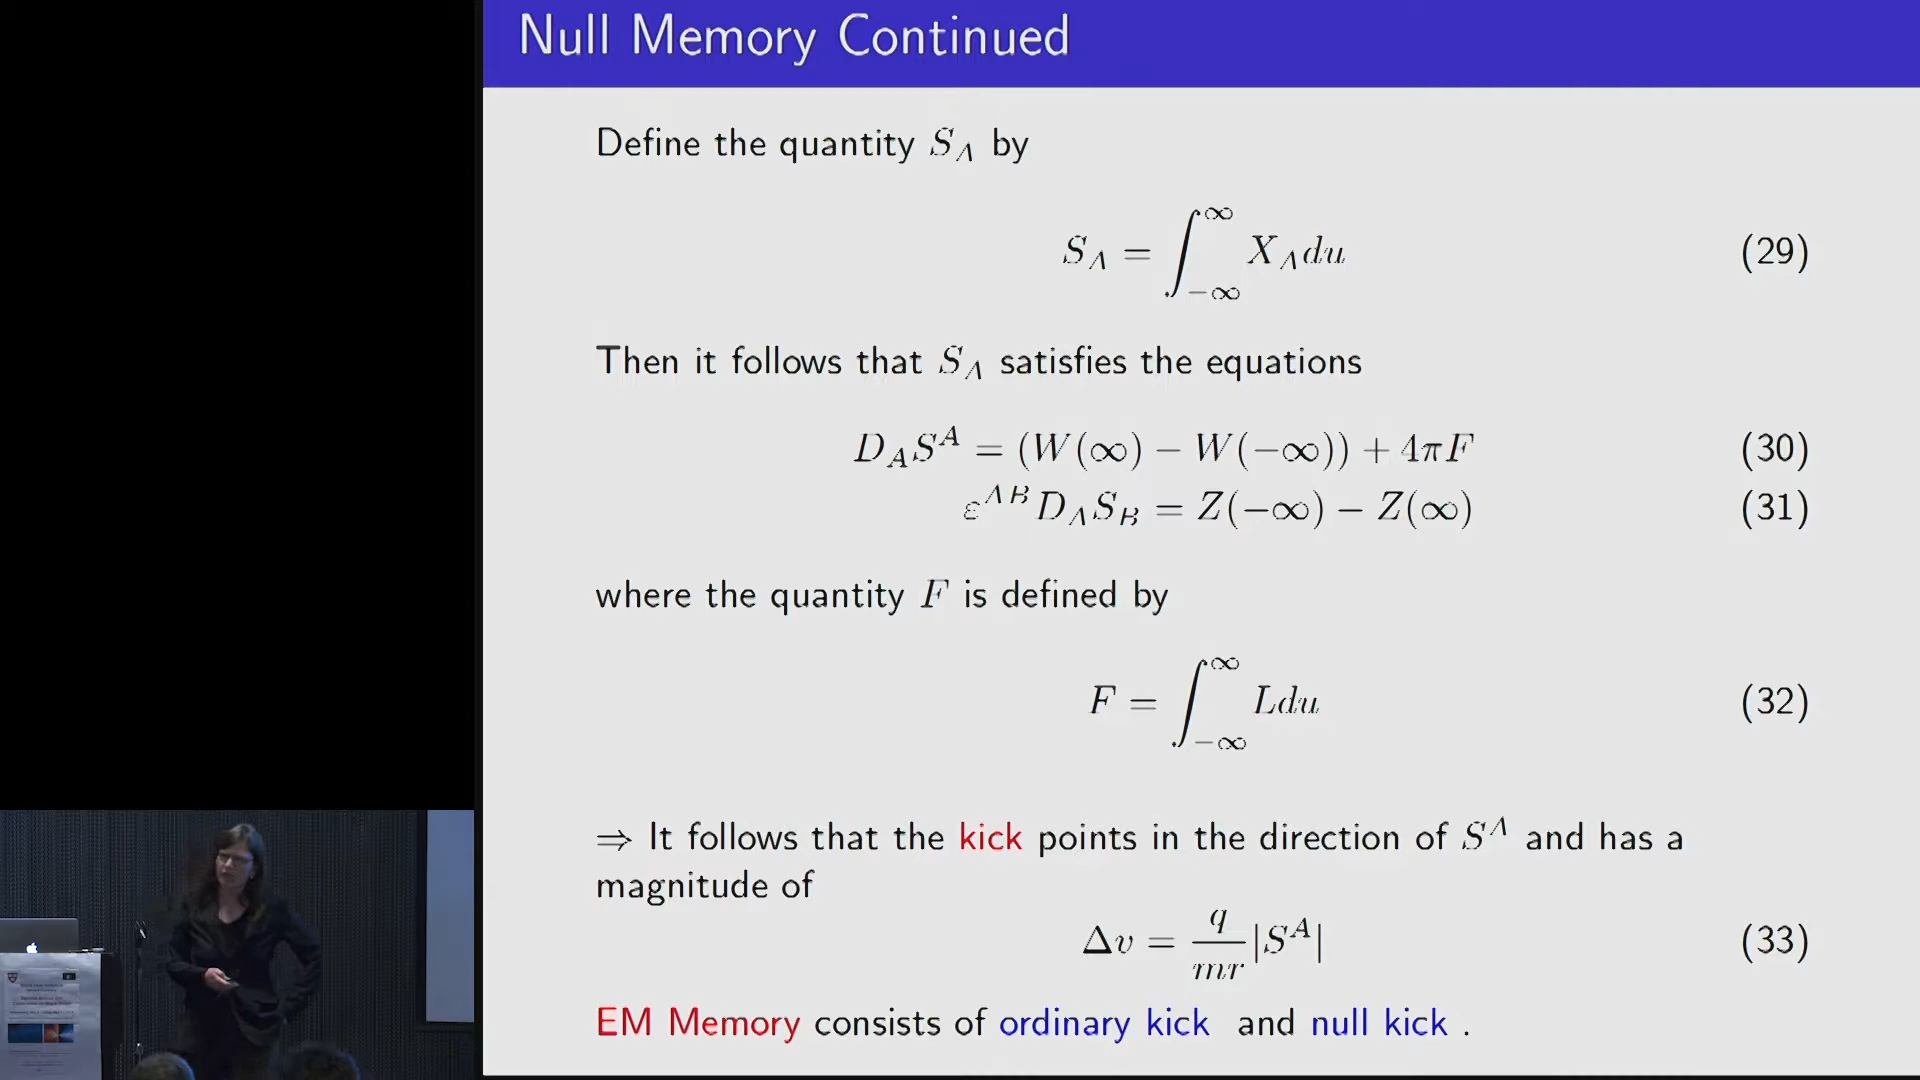 Null Memory Continued
Define the quantity S_A by
S_A = ∫_{-∞}^{∞} X_A du (29)
Then it follows that S_A satisfies the equations
D_A S^A = (W(∞) − W(−∞)) + 4πF (30)
ε^{AB} D_A S_B = Z(−∞) − Z(∞) (31)
where the quantity F is defined by
F = ∫_{-∞}^{∞} L du (32)
⇒ It follows that the kick points in the direction of S^A and has a
magnitude of
Δv = \frac{q}{mr} |S^A| (33)
EM Memory consists of ordinary kick and null kick .